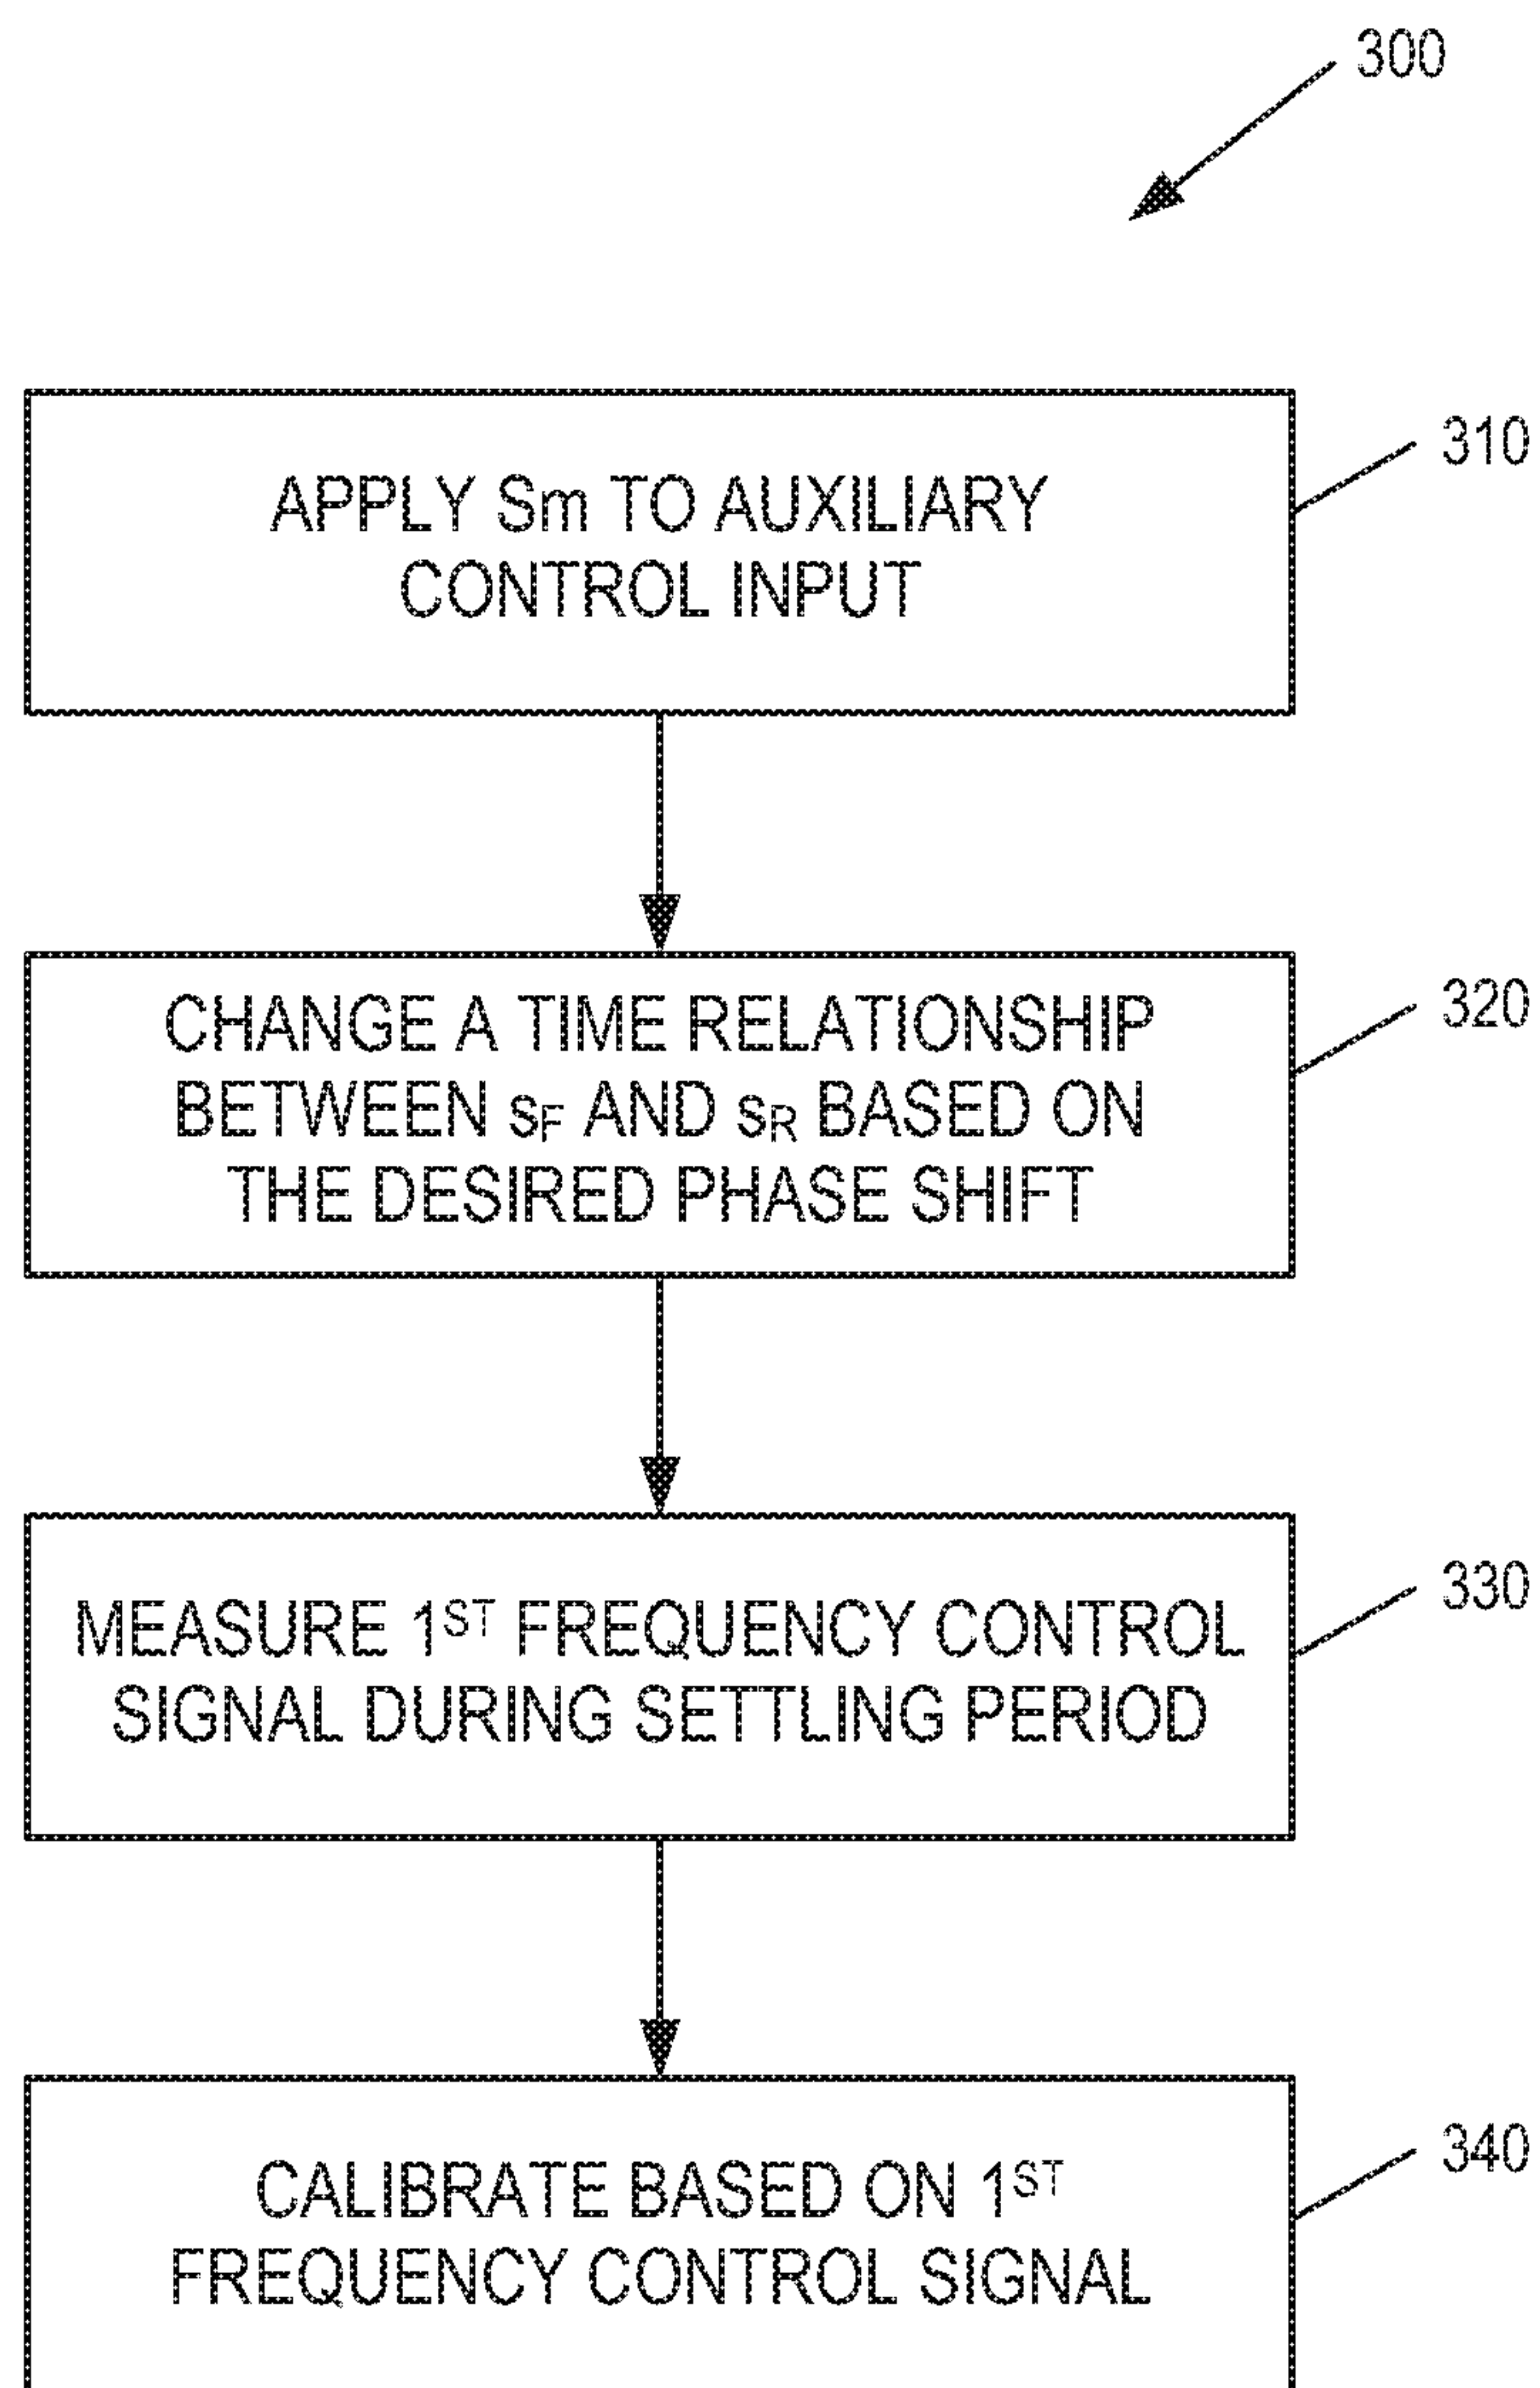 300
APPLY Sm TO AUXILIARY
CONTROL INPUT
310
CHANGE A TIME RELATIONSHIP
BETWEEN sF AND sR BASED ON
THE DESIRED PHASE SHIFT
320
MEASURE 1ST FREQUENCY CONTROL
SIGNAL DURING SETTLING PERIOD
330
CALIBRATE BASED ON 1ST
FREQUENCY CONTROL SIGNAL
340